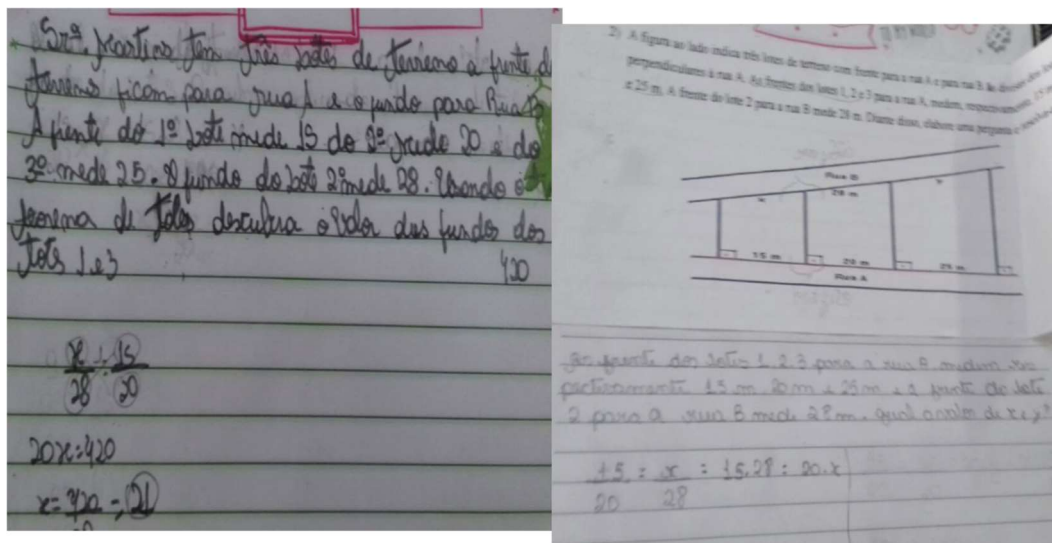 Srª. Martins tem três lotes de terreno a frente d
terreno ficam para rua A e o fundo para Rua B
A frente do 1º Lote mede 15 do 2º mede 20 e do
3º mede 25. O fundo do lote 2º mede 28. Usando o
teorema de Tales descubra o valor dos fundos dos
lots 1 e 3
420
x/28 = 15/20
20x=420
x=420=21
2) A figura ao lado indica três lotes de terreno com frente para a rua A e para rua B. as divisas dos lotes
perpendiculares à rua A. As frentes dos lotes 1, 2 e 3 para a rua A, medem, respectivamente, 15 m
e 25 m. A frente do lote 2 para a rua B mede 28 m. Diante disso, elabore uma pergunta e
Rua B
x 28 m y
15 m 20 m 25 m
Rua A
frente dos lotes 1, 2, 3 para a rua medem res
pectivamente 15 m 20 m e 25 m e a frente do lote
2 para a rua B mede 28 m. qual o valor de x e y?
15/20 = x/28 = 15.28 = 20.x